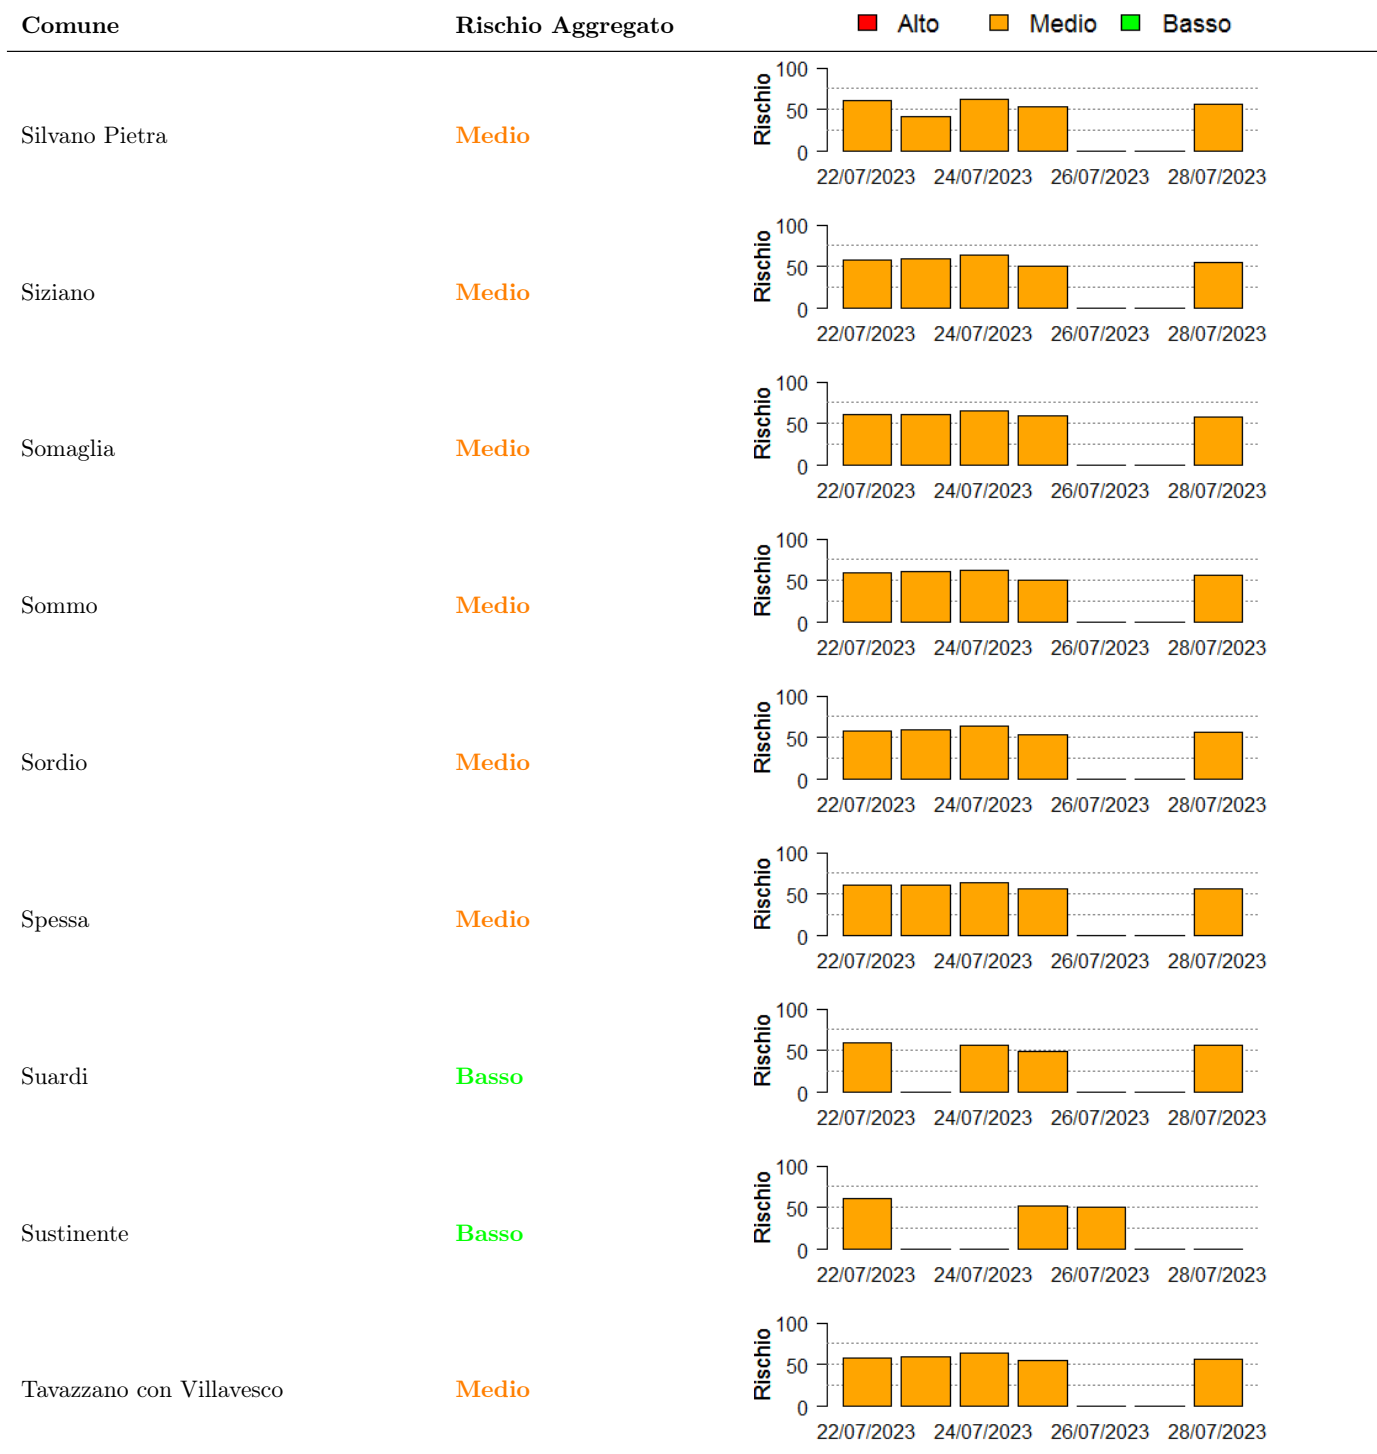 Comune Rischio Aggregato Alto Medio Basso
100
50
0
Rischio
Silvano Pietra Medio
22/07/2023 24/07/2023 26/07/2023 28/07/2023
100
50
0
Rischio
Siziano Medio
22/07/2023 24/07/2023 26/07/2023 28/07/2023
100
50
0
Rischio
Somaglia Medio
22/07/2023 24/07/2023 26/07/2023 28/07/2023
100
50
0
Rischio
Sommo Medio
22/07/2023 24/07/2023 26/07/2023 28/07/2023
100
50
0
Rischio
Sordio Medio
22/07/2023 24/07/2023 26/07/2023 28/07/2023
100
50
0
Rischio
Spessa Medio
22/07/2023 24/07/2023 26/07/2023 28/07/2023
100
50
0
Rischio
Suardi Basso
22/07/2023 24/07/2023 26/07/2023 28/07/2023
100
50
0
Rischio
Sustinente Basso
22/07/2023 24/07/2023 26/07/2023 28/07/2023
100
50
0
Rischio
Tavazzano con Villavesco Medio
22/07/2023 24/07/2023 26/07/2023 28/07/2023